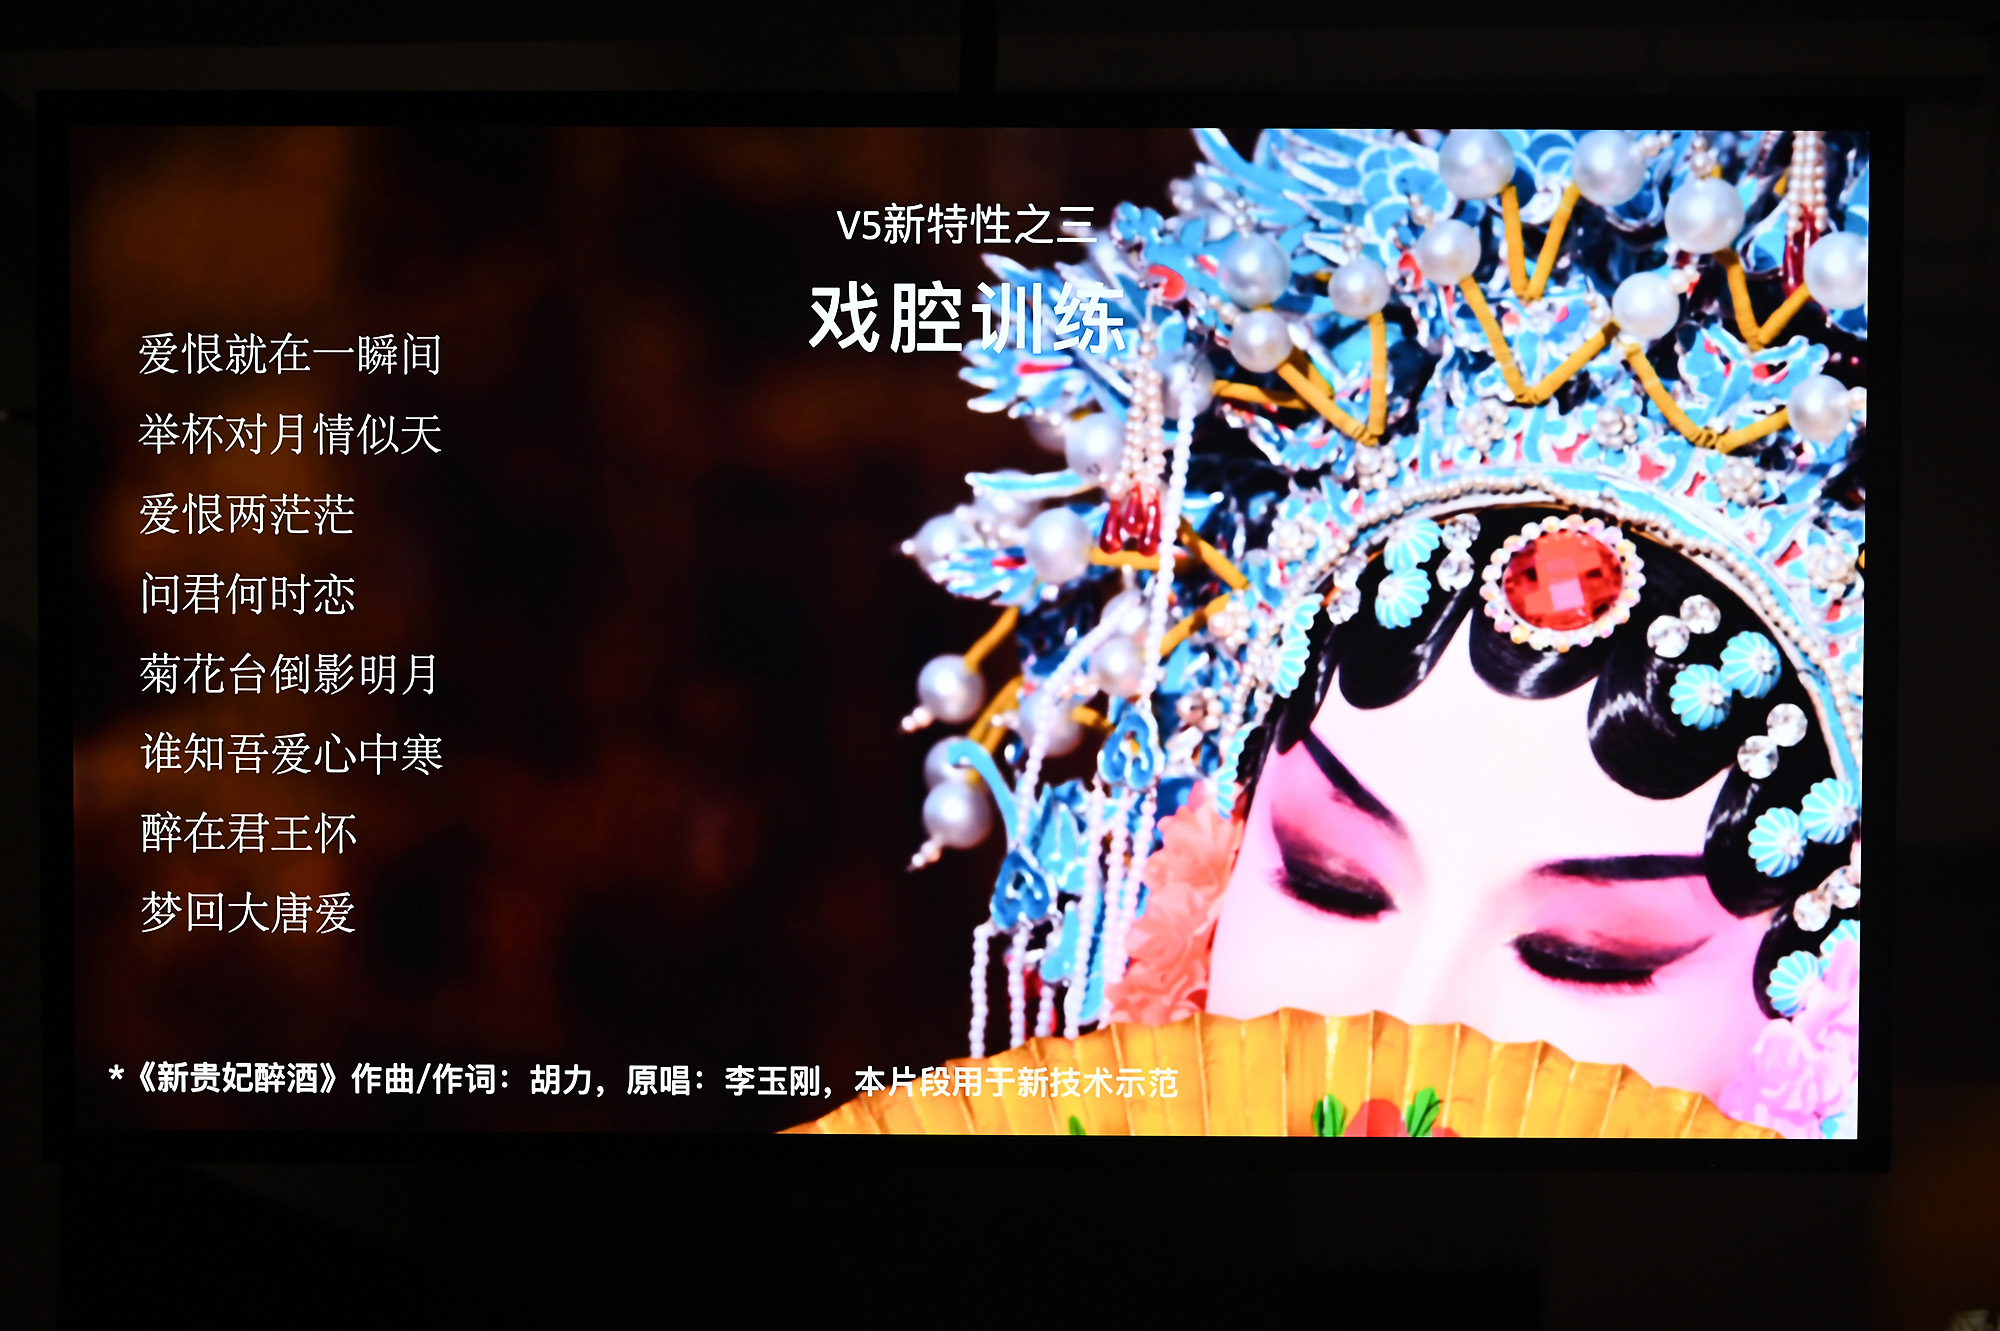 V5新特性之三
戏腔训练
爱恨就在一瞬间
举杯对月情似天
爱恨两茫茫
问君何时恋
菊花台倒影明月
谁知吾爱心中寒
醉在君王怀
梦回大唐爱
*《新贵妃醉酒》作曲/作词：胡力，原唱：李玉刚，本片段用于新技术示范